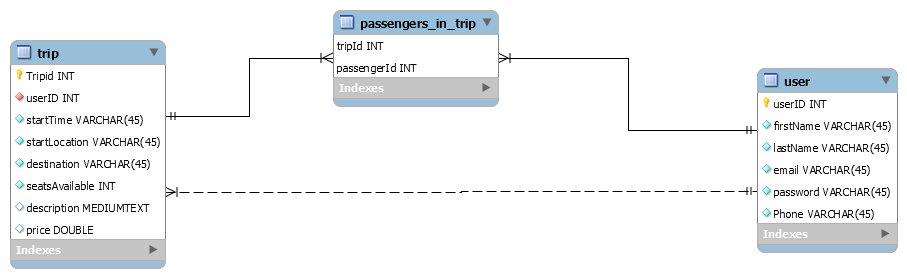 trip
Tripid INT
userID INT
startTime VARCHAR(45)
startLocation VARCHAR(45)
destination VARCHAR(45)
seatsAvailable INT
description MEDIUMTEXT
price DOUBLE
Indexes
passengers_in_trip
tripId INT
passengerId INT
Indexes
user
userID INT
firstName VARCHAR(45)
lastName VARCHAR(45)
email VARCHAR(45)
password VARCHAR(45)
Phone VARCHAR(45)
Indexes